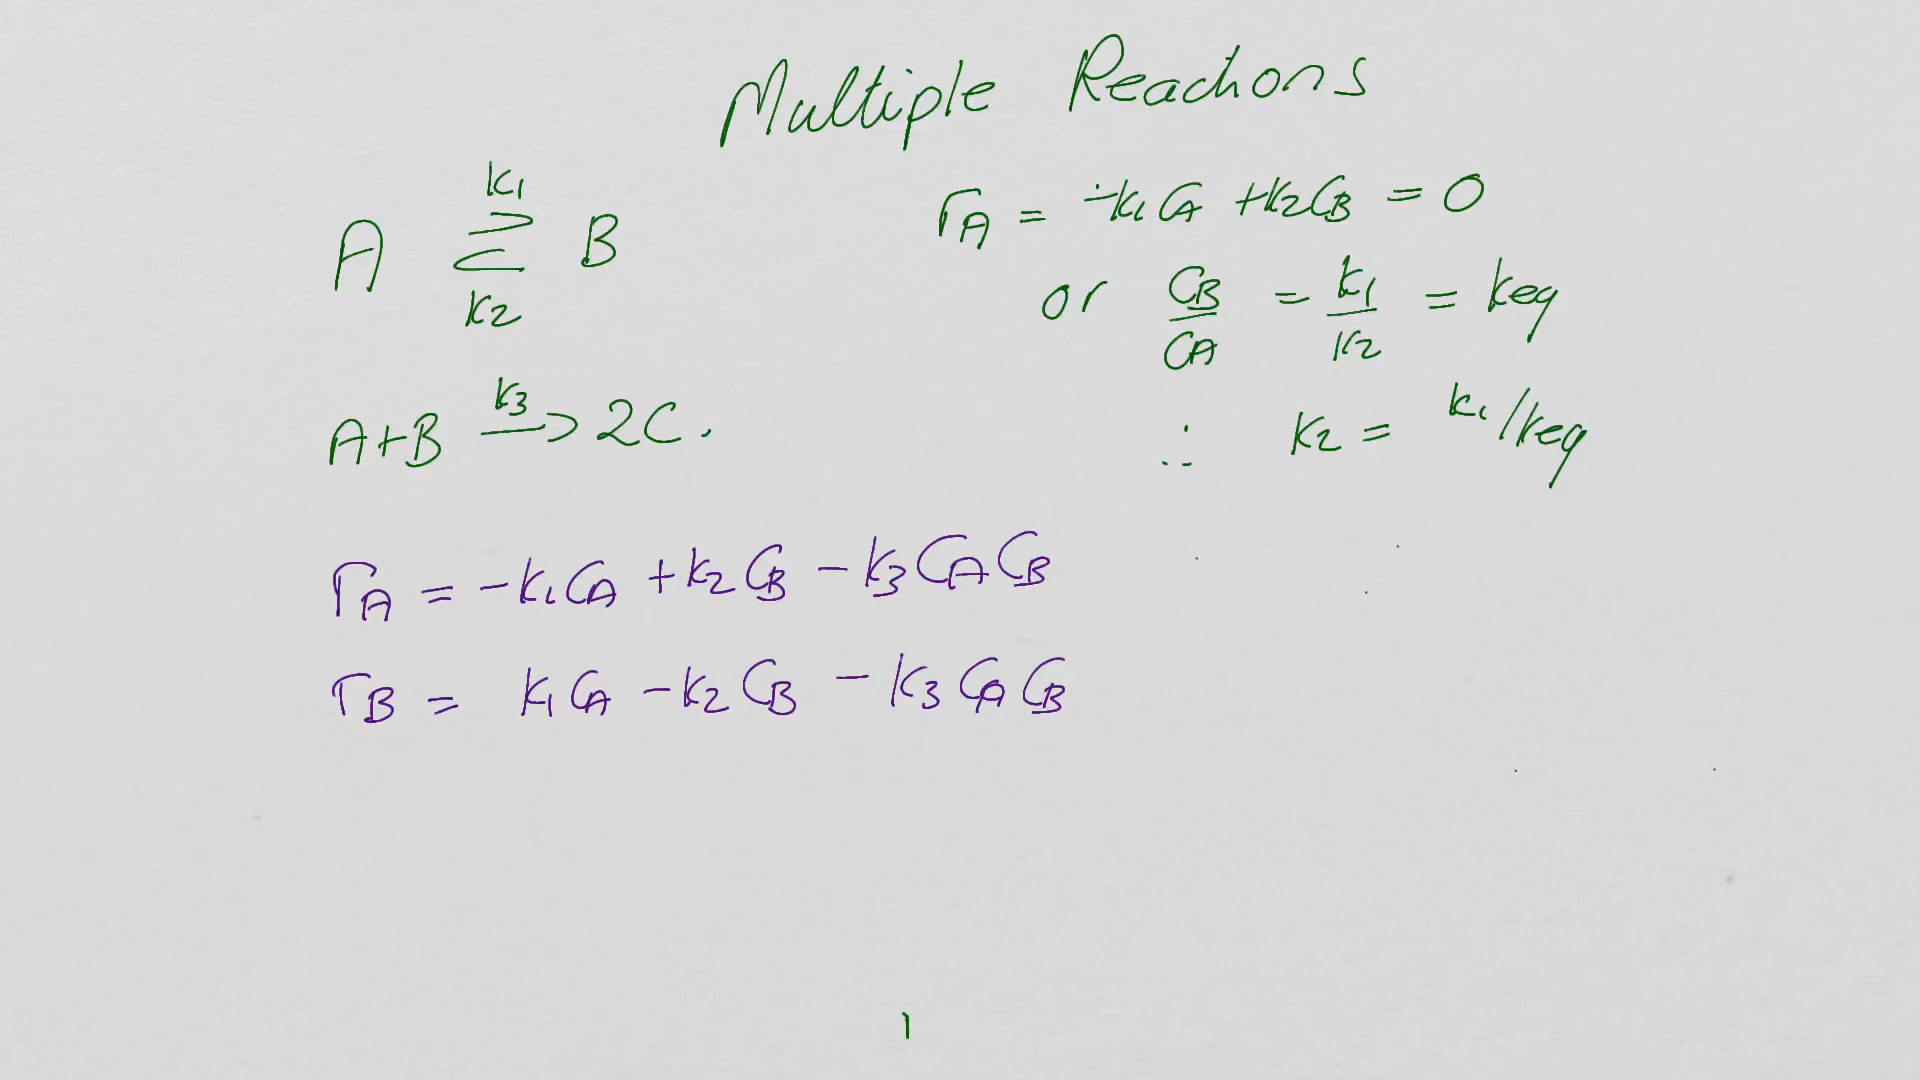 Multiple Reactions
A ⇌ B
k1
k2
rA = -k1CA + k2CB = 0
or CB/CA = k1/k2 = keq
A+B —k3→ 2C.
∴ k2 = k1/keq
rA = -k1CA + k2CB - k3CACB
rB = k1CA - k2CB - k3CACB
1